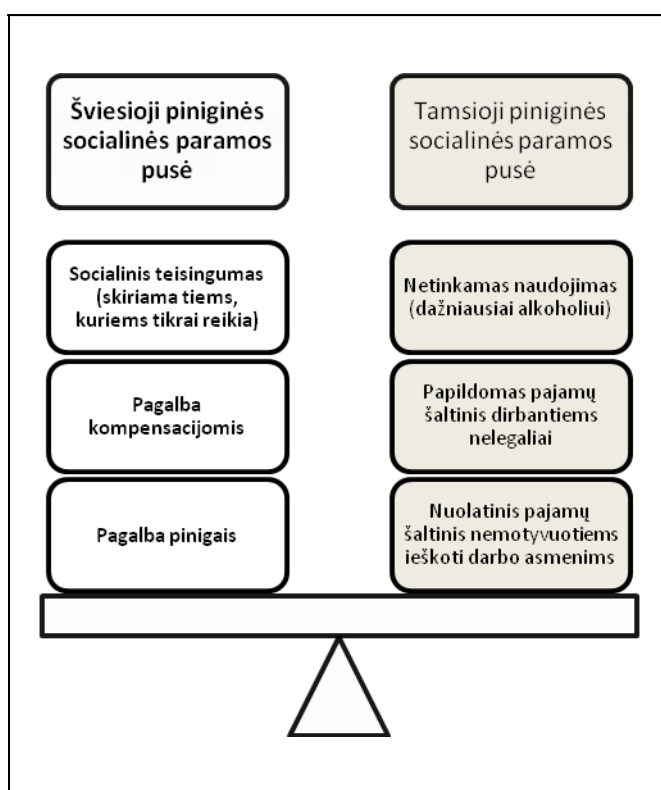 Šviesioji piniginės
socialinės paramos
pusė
Tamsioji piniginės
socialinės paramos
pusė
Socialinis teisingumas
(skiriama tiems,
kuriems tikrai reikia)
Netinkamas naudojimas
(dažniausiai alkoholiui)
Pagalba
kompensacijomis
Papildomas pajamų
šaltinis dirbantiems
nelegaliai
Pagalba pinigais
Nuolatinis pajamų
šaltinis nemotyvuotiems
ieškoti darbo asmenims